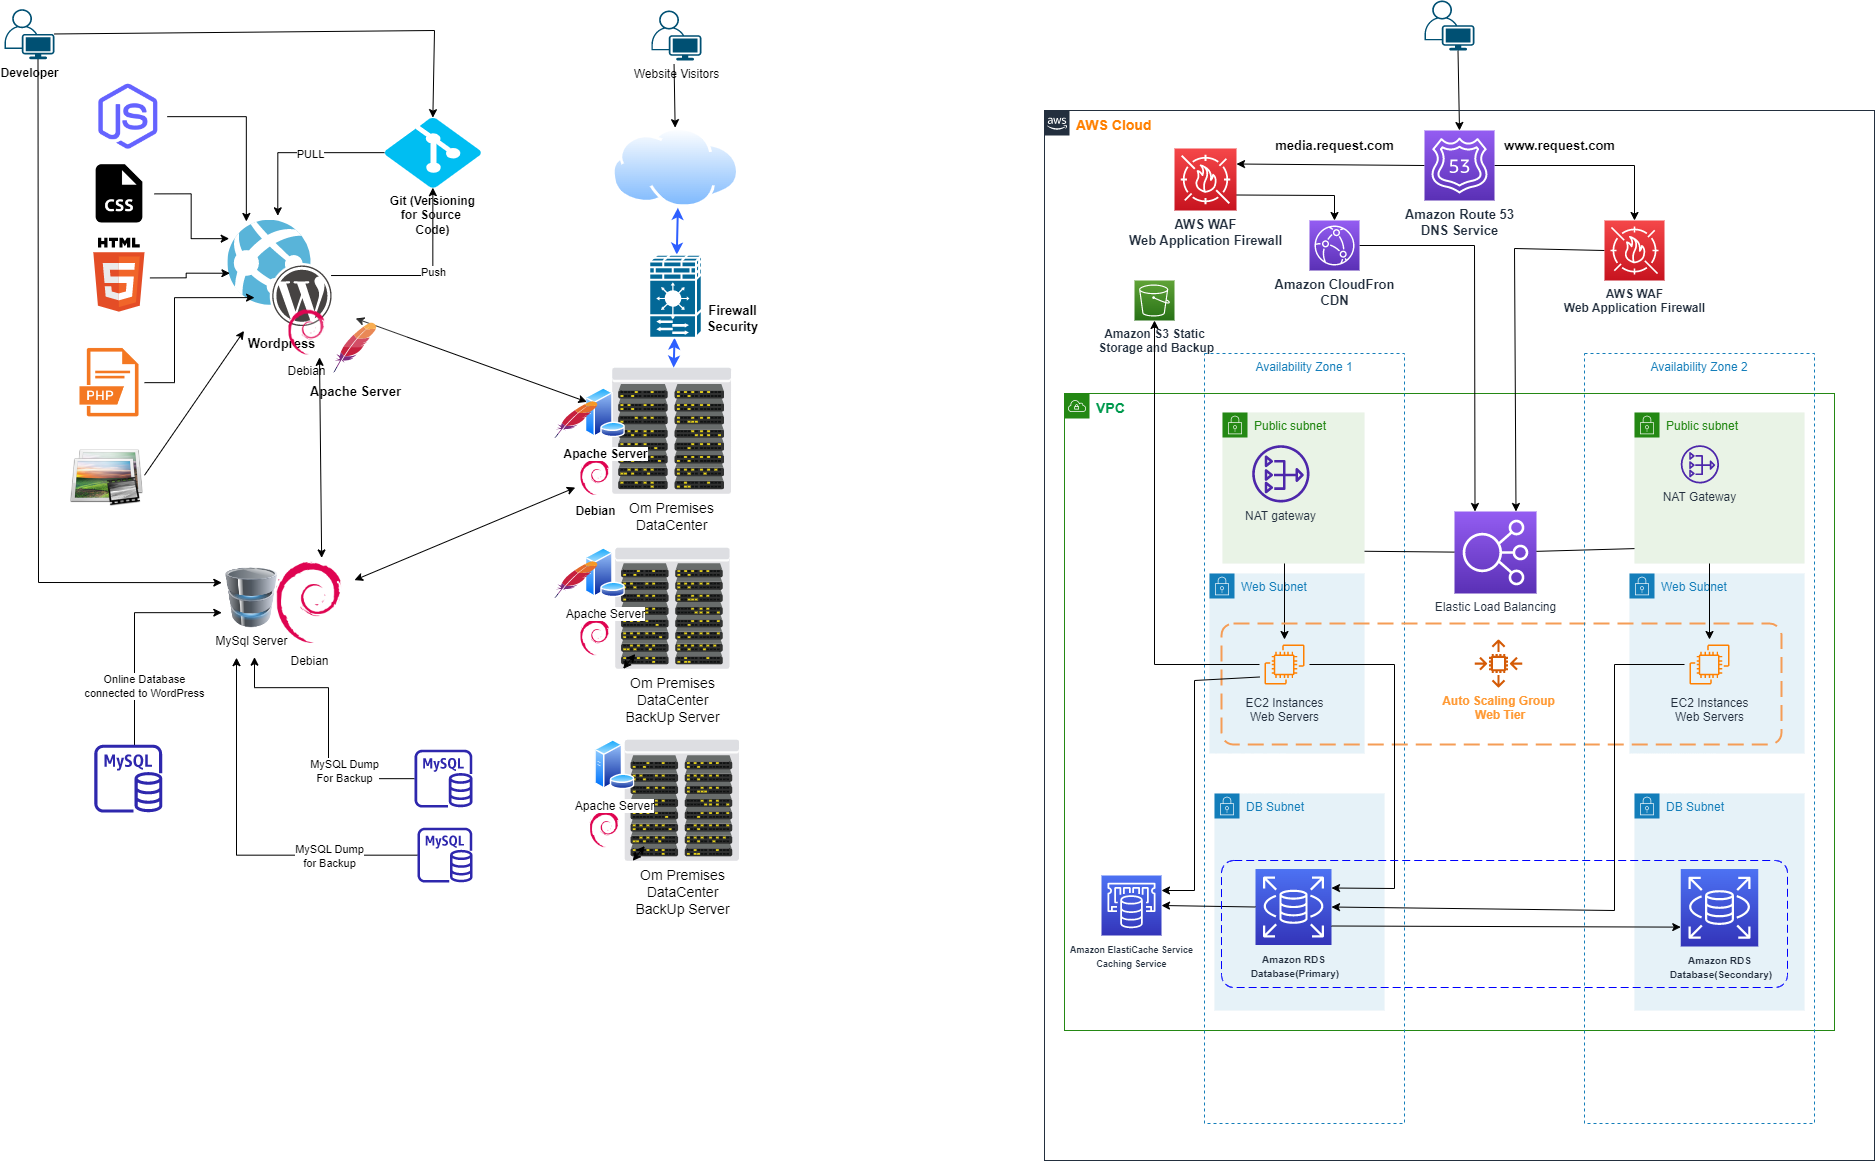 Developer
JS
CSS
HTML
5
PHP
PULL
Git (Versioning
for Source
Code)
Push
W
Wordpress
Debian
Apache Server
MySql Server
Debian
Online Database
connected to WordPress
MySQL
MySQL Dump
For Backup
MySQL
MySQL Dump
for Backup
MySQL
Website Visitors
Firewall
Security
Apache Server
Debian
Om Premises
DataCenter
Apache Server
Om Premises
DataCenter
BackUp Server
Apache Server
Om Premises
DataCenter
BackUp Server
aws
AWS Cloud
media.request.com
www.request.com
53
Amazon Route 53
DNS Service
AWS WAF
Web Application Firewall
Amazon CloudFron
CDN
AWS WAF
Web Application Firewall
Amazon S3 Static
Storage and Backup
Availability Zone 1
Availability Zone 2
VPC
Public subnet
NAT gateway
Public subnet
NAT Gateway
Elastic Load Balancing
Web Subnet
Web Subnet
EC2 Instances
Web Servers
Auto Scaling Group
Web Tier
EC2 Instances
Web Servers
DB Subnet
DB Subnet
Amazon ElastiCache Service
Caching Service
Amazon RDS
Database(Primary)
Amazon RDS
Database(Secondary)